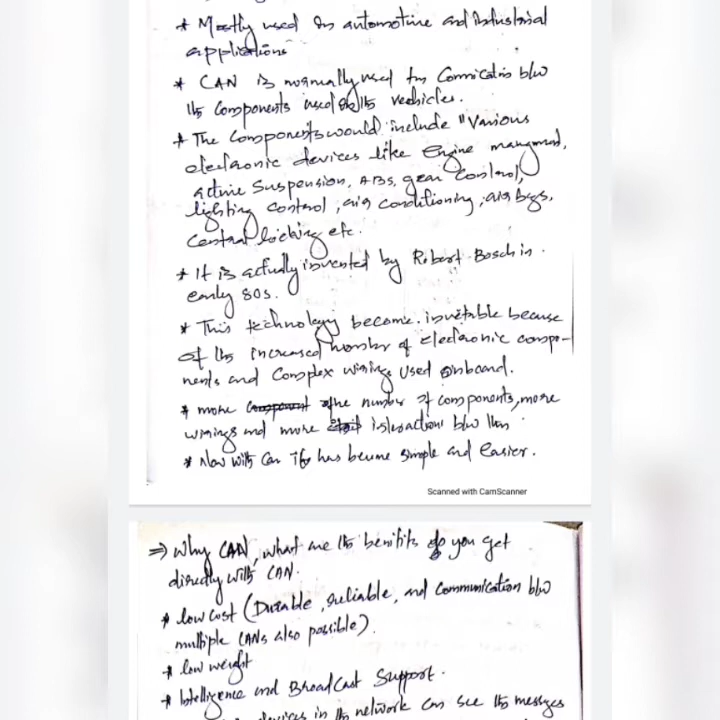 * Mostly used in automotive and Industrial
applications
* CAN is normally used for Comnication b/w
the components used in the vechicles.
* The Components would include "Various
electronic devices like Engine mangment,
active Suspension, ABS, gear Control,
lighting control, air conditioning, air bags,
Central locking etc.
* It is actually invented by Robert Bosch in
early 80s.
* This technology become inevitable because
of the increased number of electronic compo-
nents and Complex wiring used onboard.
* more the number of components, more
wirings and more interactions b/w them
* Now with Can it has become simple and easier.
Scanned with CamScanner
⇒ Why CAN, what are the benifits do you get
directly with CAN.
* low cost (Durable, reliable, and Communication b/w
multiple CANs also possible).
* low weight
* Intelligence and BroadCast Support.
devices in the network can see the messages